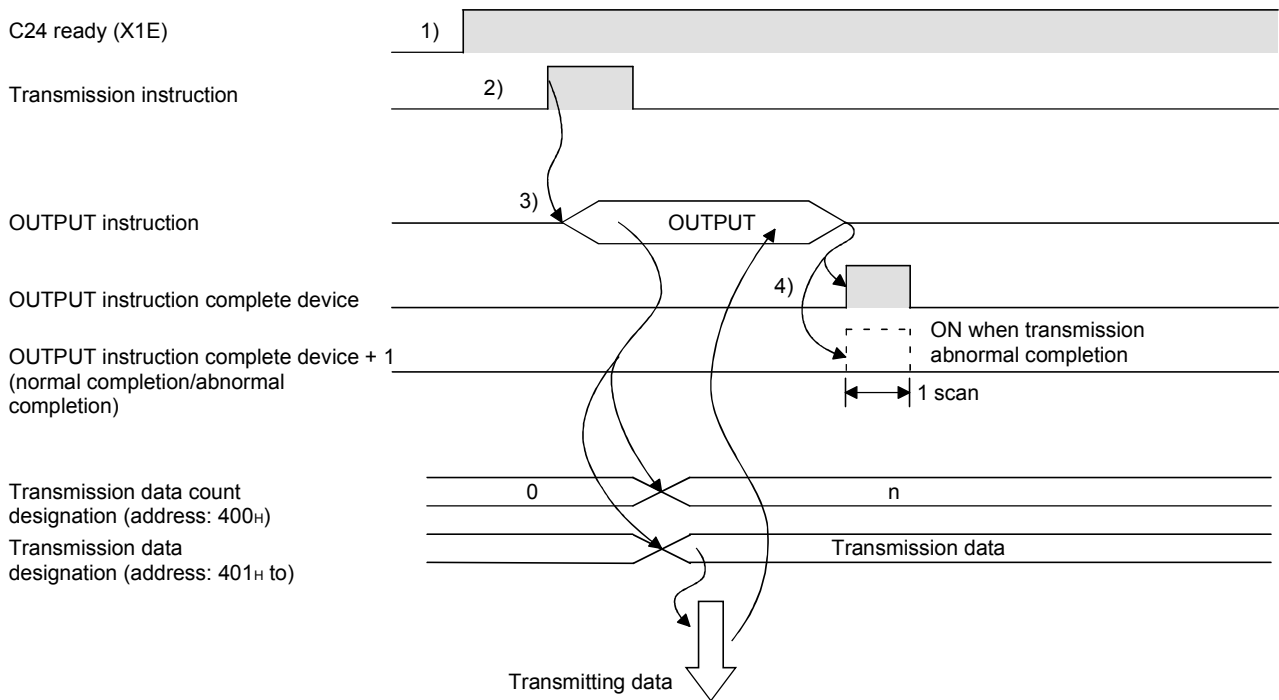 C24 ready (X1E)
1)
Transmission instruction
2)
3)
OUTPUT instruction
OUTPUT
OUTPUT instruction complete device
4)
OUTPUT instruction complete device + 1
(normal completion/abnormal
completion)
ON when transmission
abnormal completion
1 scan
Transmission data count
designation (address: 400H)
0
n
Transmission data
designation (address: 401H to)
Transmission data
Transmitting data